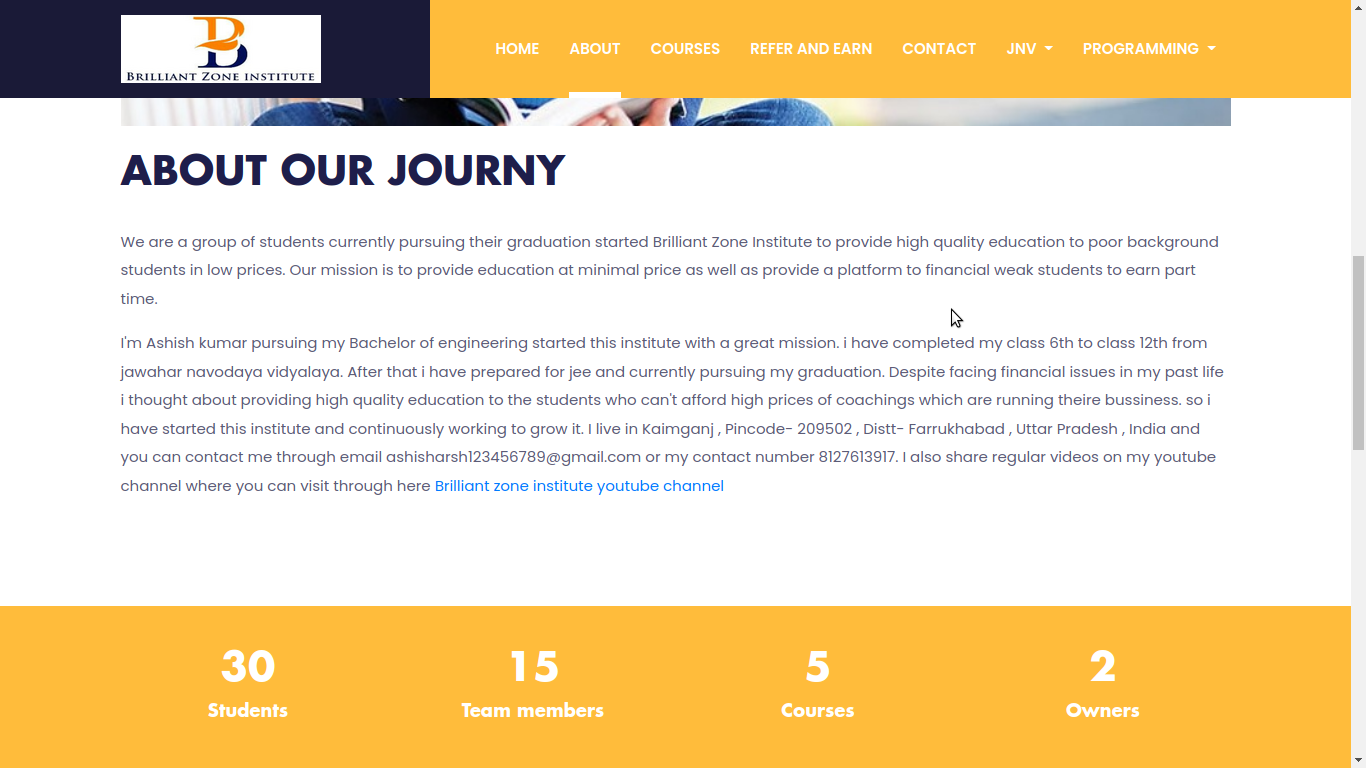 BRILLIANT ZONE INSTITUTE
HOME ABOUT COURSES REFER AND EARN CONTACT JNV PROGRAMMING
ABOUT OUR JOURNY
We are a group of students currently pursuing their graduation started Brilliant Zone Institute to provide high quality education to poor background
students in low prices. Our mission is to provide education at minimal price as well as provide a platform to financial weak students to earn part
time.
I'm Ashish kumar pursuing my Bachelor of engineering started this institute with a great mission. i have completed my class 6th to class 12th from
jawahar navodaya vidyalaya. After that i have prepared for jee and currently pursuing my graduation. Despite facing financial issues in my past life
i thought about providing high quality education to the students who can't afford high prices of coachings which are running theire bussiness. so i
have started this institute and continuously working to grow it. I live in Kaimganj , Pincode- 209502 , Distt- Farrukhabad , Uttar Pradesh , India and
you can contact me through email ashisharsh123456789@gmail.com or my contact number 8127613917. I also share regular videos on my youtube
channel where you can visit through here Brilliant zone institute youtube channel
30 15 5 2
Students Team members Courses Owners